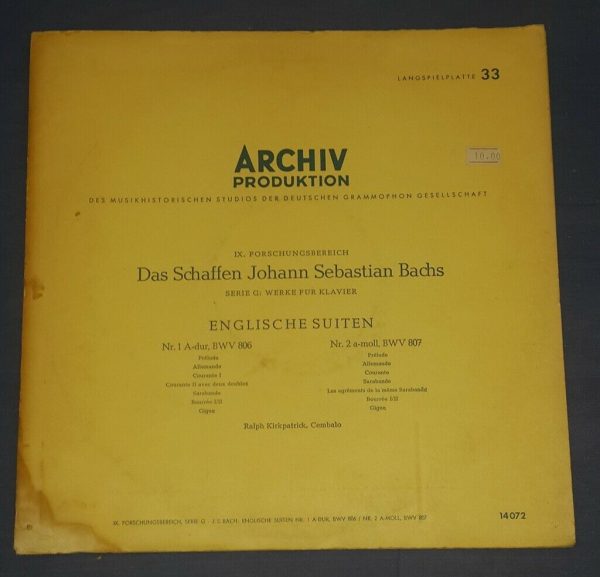 LANGSPIELPLATTE 33
ARCHIV
PRODUKTION
10.00
DES MUSIKHISTORISCHEN STUDIOS DER DEUTSCHEN GRAMMOPHON GESELLSCHAFT
IX. FORSCHUNGSBEREICH
Das Schaffen Johann Sebastian Bachs
SERIE G: WERKE FÜR KLAVIER
ENGLISCHE SUITEN
Nr. 1 A-dur, BWV 806
Prélude
Allemande
Courante I
Courante II avec deux doubles
Sarabande
Bourrée I/II
Gigue
Nr. 2 a-moll, BWV 807
Prélude
Allemande
Courante
Sarabande
Les agréments de la même Sarabande
Bourrée I/II
Gigue
Ralph Kirkpatrick, Cembalo
IX. FORSCHUNGSBEREICH, SERIE G · J. S. BACH: ENGLISCHE SUITEN NR. 1 A-DUR, BWV 806 / NR. 2 A-MOLL, BWV 807
14072